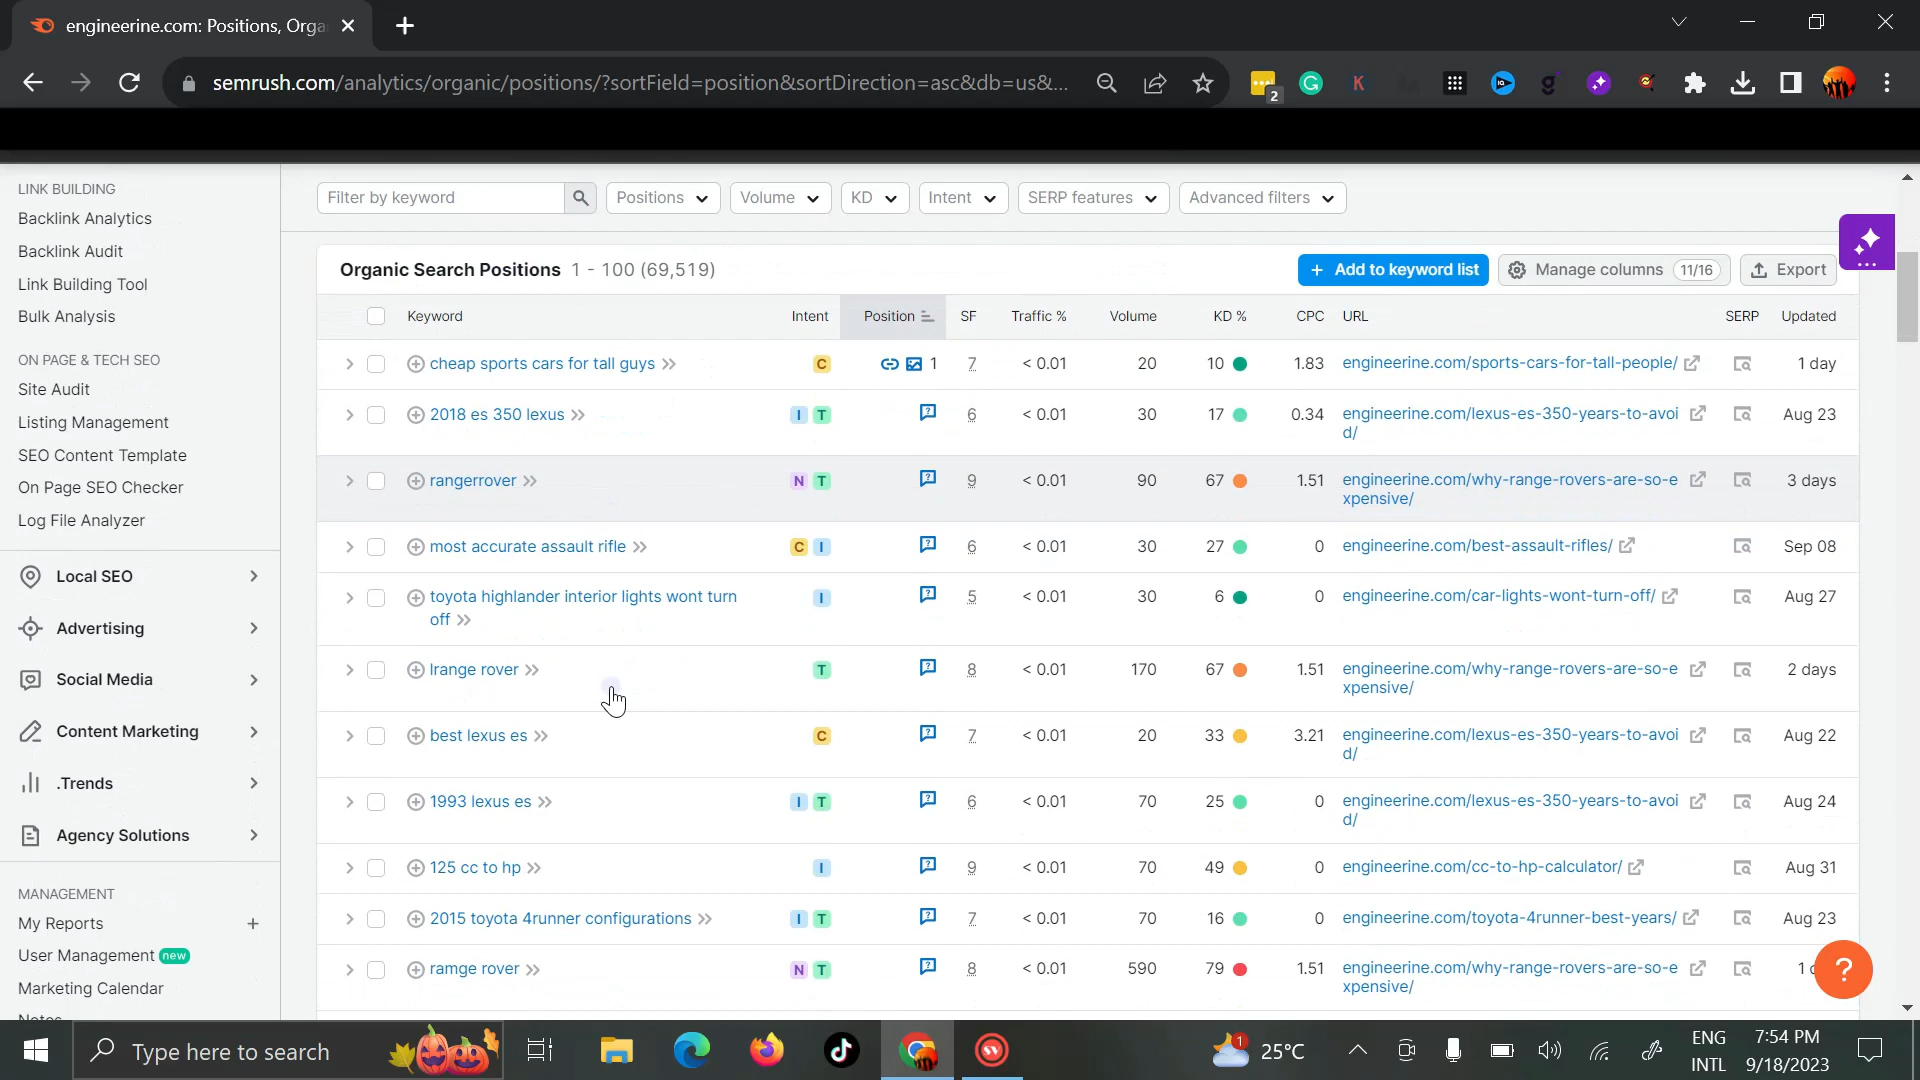 engineerine.com: Positions, Orga
semrush.com/analytics/organic/positions/?sortField=position&sortDirection=asc&db=us&...
2
LINK BUILDING
Backlink Analytics
Backlink Audit
Link Building Tool
Bulk Analysis
ON PAGE & TECH SEO
Site Audit
Listing Management
SEO Content Template
On Page SEO Checker
Log File Analyzer
Local SEO
Advertising
Social Media
Content Marketing
.Trends
Agency Solutions
MANAGEMENT
My Reports +
User Management new
Marketing Calendar
Notes
Filter by keyword Positions Volume KD Intent SERP features Advanced filters
Organic Search Positions 1 - 100 (69,519) + Add to keyword list Manage columns 11/16 Export
Keyword Intent Position SF Traffic % Volume KD % CPC URL SERP Updated
cheap sports cars for tall guys C 1 7 < 0.01 20 10 1.83 engineerine.com/sports-cars-for-tall-people/ 1 day
2018 es 350 lexus I T 6 < 0.01 30 17 0.34 engineerine.com/lexus-es-350-years-to-avoi Aug 23
d/
rangerrover N T 9 < 0.01 90 67 1.51 engineerine.com/why-range-rovers-are-so-e 3 days
xpensive/
most accurate assault rifle C I 6 < 0.01 30 27 0 engineerine.com/best-assault-rifles/ Sep 08
toyota highlander interior lights wont turn I 5 < 0.01 30 6 0 engineerine.com/car-lights-wont-turn-off/ Aug 27
off
lrange rover T 8 < 0.01 170 67 1.51 engineerine.com/why-range-rovers-are-so-e 2 days
xpensive/
best lexus es C 7 < 0.01 20 33 3.21 engineerine.com/lexus-es-350-years-to-avoi Aug 22
d/
1993 lexus es I T 6 < 0.01 70 25 0 engineerine.com/lexus-es-350-years-to-avoi Aug 24
d/
125 cc to hp I 9 < 0.01 70 49 0 engineerine.com/cc-to-hp-calculator/ Aug 31
2015 toyota 4runner configurations I T 7 < 0.01 70 16 0 engineerine.com/toyota-4runner-best-years/ Aug 23
ramge rover N T 8 < 0.01 590 79 1.51 engineerine.com/why-range-rovers-are-so-e 1
xpensive/
?
Type here to search
1 25°C
ENG
INTL
7:54 PM
9/18/2023